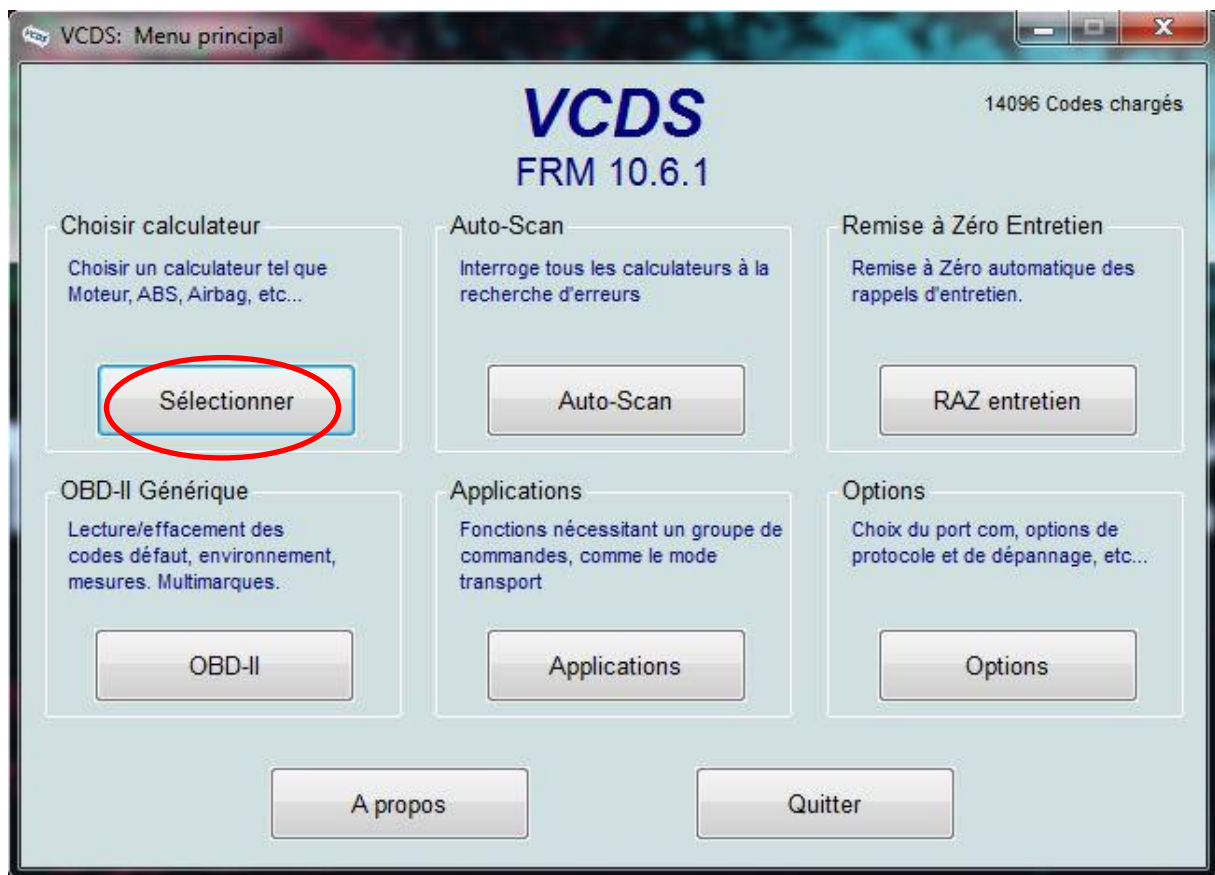 VCDS: Menu principal
VCDS
14096 Codes chargés
FRM 10.6.1
Choisir calculateur
Choisir un calculateur tel que
Moteur, ABS, Airbag, etc...
Sélectionner
Auto-Scan
Interroge tous les calculateurs à la
recherche d'erreurs
Auto-Scan
Remise à Zéro Entretien
Remise à Zéro automatique des
rappels d'entretien.
RAZ entretien
OBD-II Générique
Lecture/effacement des
codes défaut, environnement,
mesures. Multimarques.
OBD-II
Applications
Fonctions nécessitant un groupe de
commandes, comme le mode
transport
Applications
Options
Choix du port com, options de
protocole et de dépannage, etc...
Options
A propos
Quitter